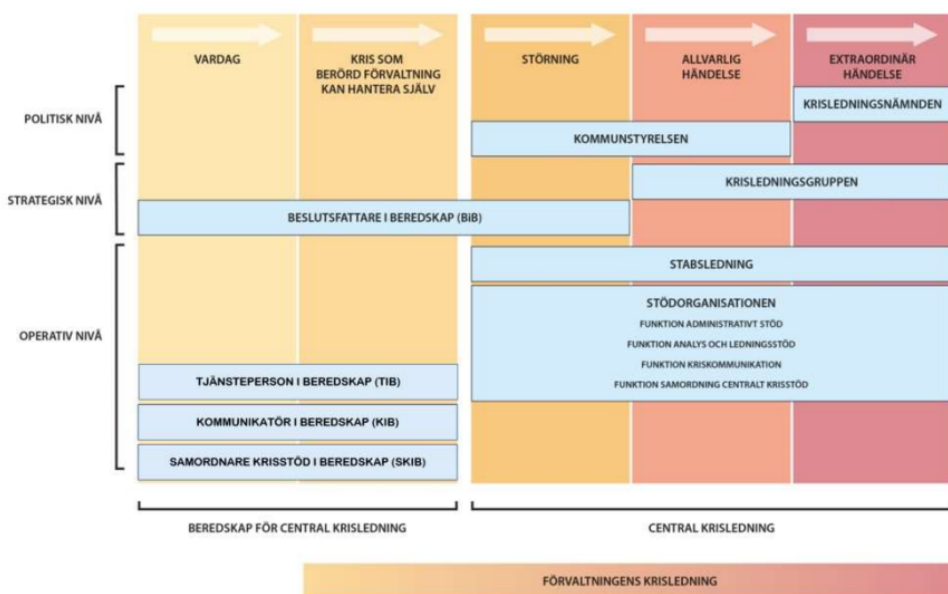 VARDAG
KRIS SOM
BERÖRD FÖRVALTNING
KAN HANTERA SJÄLV
STÖRNING
ALLVARLIG
HÄNDELSE
EXTRAORDINÄR
HÄNDELSE
POLITISK NIVÅ
KRISLEDNINGSNÄMNDEN
KOMMUNSTYRELSEN
STRATEGISK NIVÅ
KRISLEDNINGSGRUPPEN
BESLUTSFATTARE I BEREDSKAP (BiB)
OPERATIV NIVÅ
STABSLEDNING
STÖDORGANISATIONEN
FUNKTION ADMINISTRATIVT STÖD
FUNKTION ANALYS OCH LEDNINGSSTÖD
FUNKTION KRISKOMMUNIKATION
FUNKTION SAMORDNING CENTRALT KRISSTÖD
TJÄNSTEPERSON I BEREDSKAP (TIB)
KOMMUNIKATÖR I BEREDSKAP (KIB)
SAMORDNARE KRISSTÖD I BEREDSKAP (SKIB)
BEREDSKAP FÖR CENTRAL KRISLEDNING
CENTRAL KRISLEDNING
FÖRVALTNINGENS KRISLEDNING